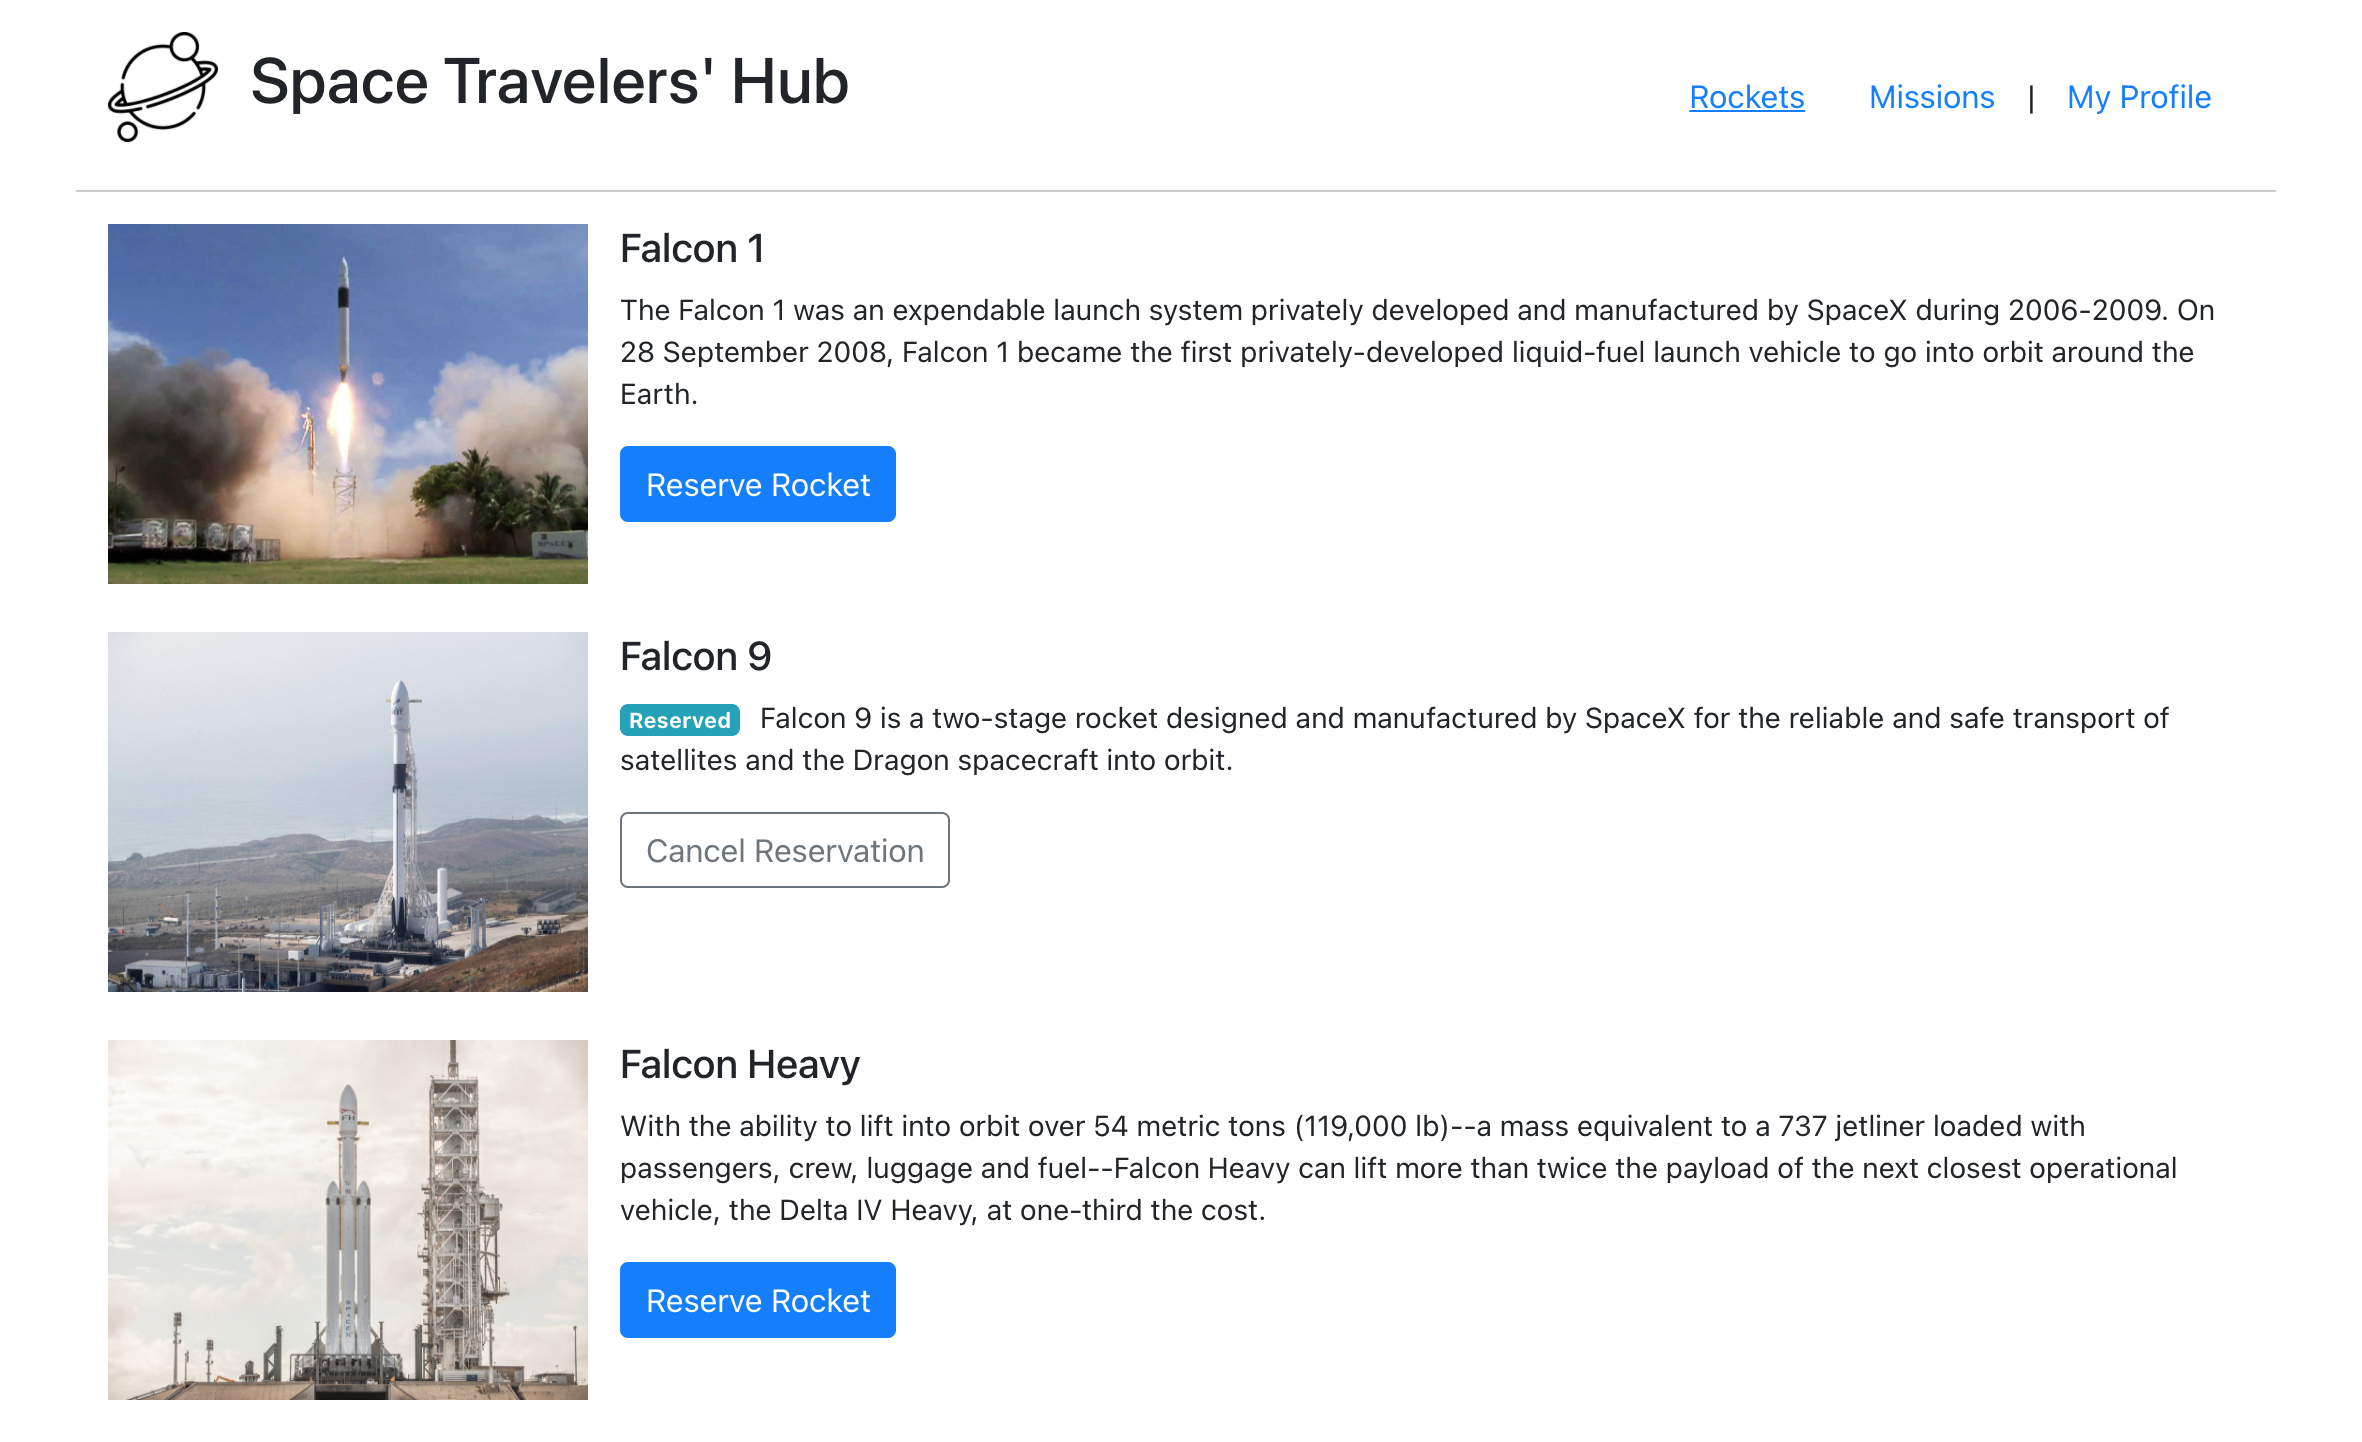 Space Travelers' Hub
Rockets Missions | My Profile
Falcon 1
The Falcon 1 was an expendable launch system privately developed and manufactured by SpaceX during 2006-2009. On
28 September 2008, Falcon 1 became the first privately-developed liquid-fuel launch vehicle to go into orbit around the
Earth.
Reserve Rocket
SPACEX
Falcon 9
Reserved Falcon 9 is a two-stage rocket designed and manufactured by SpaceX for the reliable and safe transport of
satellites and the Dragon spacecraft into orbit.
Cancel Reservation
Falcon Heavy
With the ability to lift into orbit over 54 metric tons (119,000 lb)--a mass equivalent to a 737 jetliner loaded with
passengers, crew, luggage and fuel--Falcon Heavy can lift more than twice the payload of the next closest operational
vehicle, the Delta IV Heavy, at one-third the cost.
Reserve Rocket
FH
SPACEX